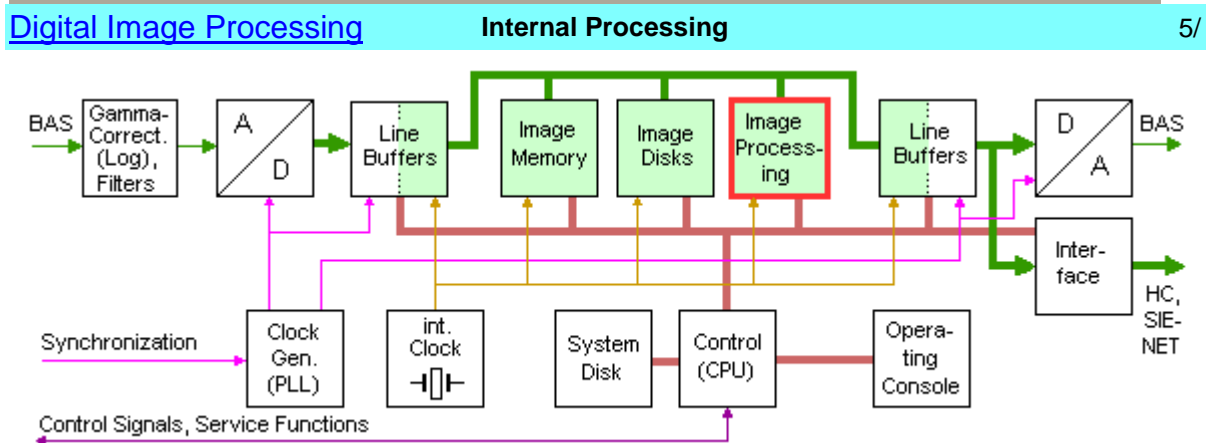 Digital Image Processing Internal Processing 5/
BAS
Gamma-
Correct.
(Log),
Filters
A
D
Line
Buffers
Image
Memory
Image
Disks
Image
Process-
ing
Line
Buffers
D
A
BAS
Inter-
face
HC,
SIE-
NET
Synchronization
Clock
Gen.
(PLL)
int.
Clock
System
Disk
Control
(CPU)
Opera-
ting
Console
Control Signals, Service Functions